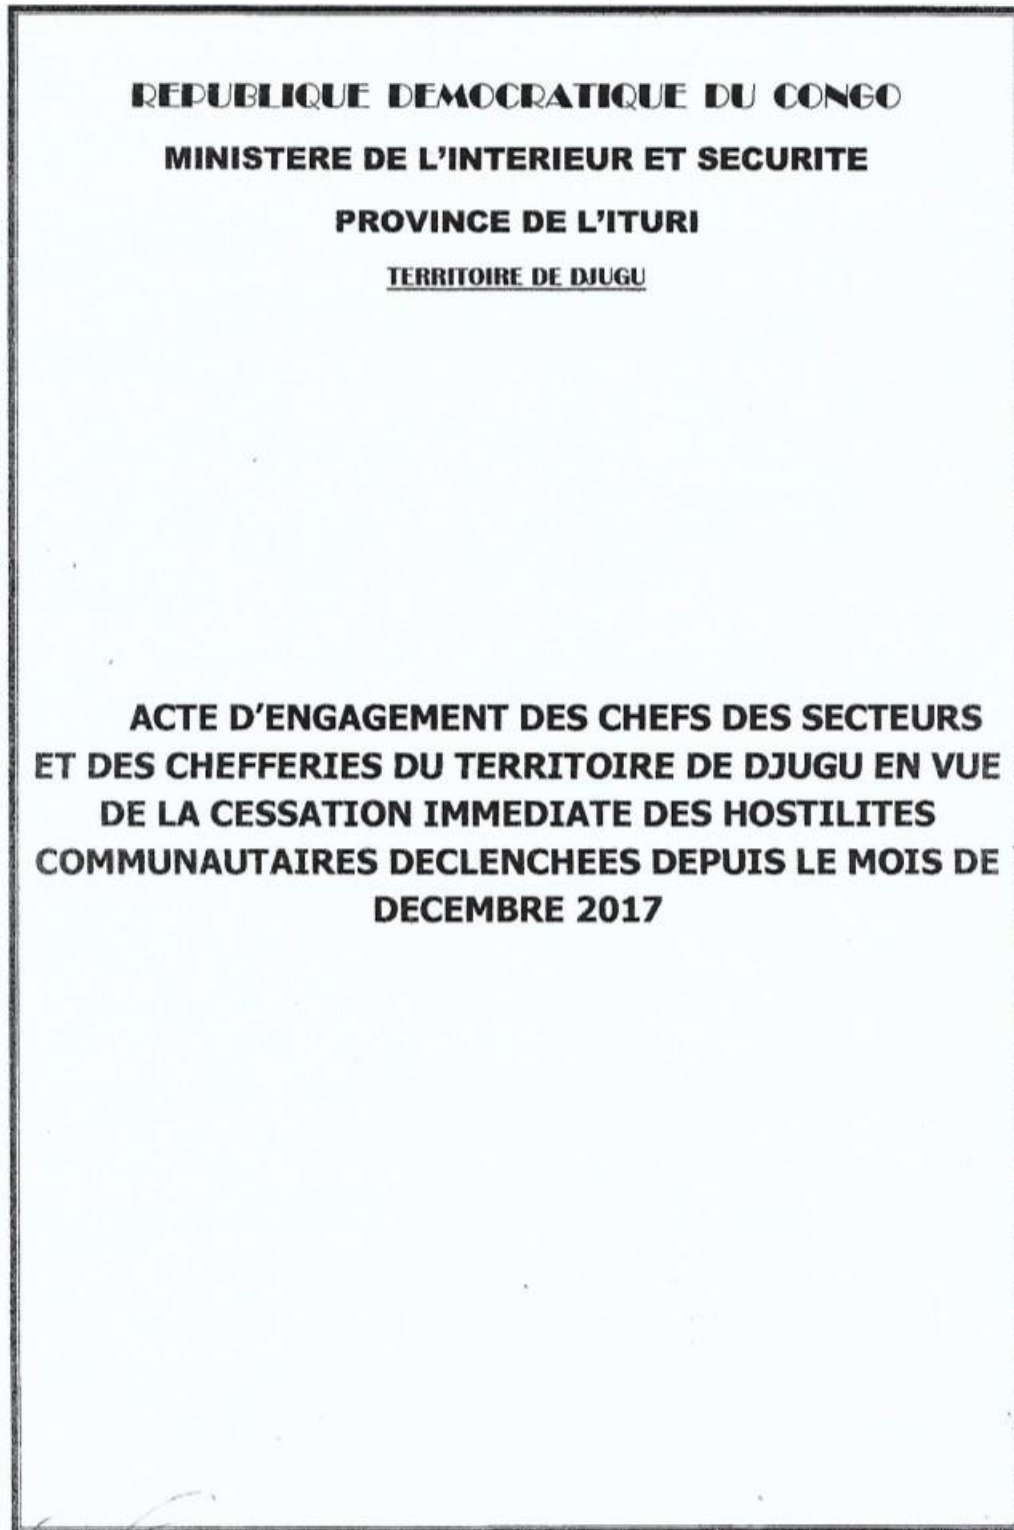 REPUBLIQUE DEMOCRATIQUE DU CONGO
MINISTERE DE L'INTERIEUR ET SECURITE
PROVINCE DE L'ITURI
TERRITOIRE DE DJUGU
ACTE D'ENGAGEMENT DES CHEFS DES SECTEURS
ET DES CHEFFERIES DU TERRITOIRE DE DJUGU EN VUE
DE LA CESSATION IMMEDIATE DES HOSTILITES
COMMUNAUTAIRES DECLENCHEES DEPUIS LE MOIS DE
DECEMBRE 2017